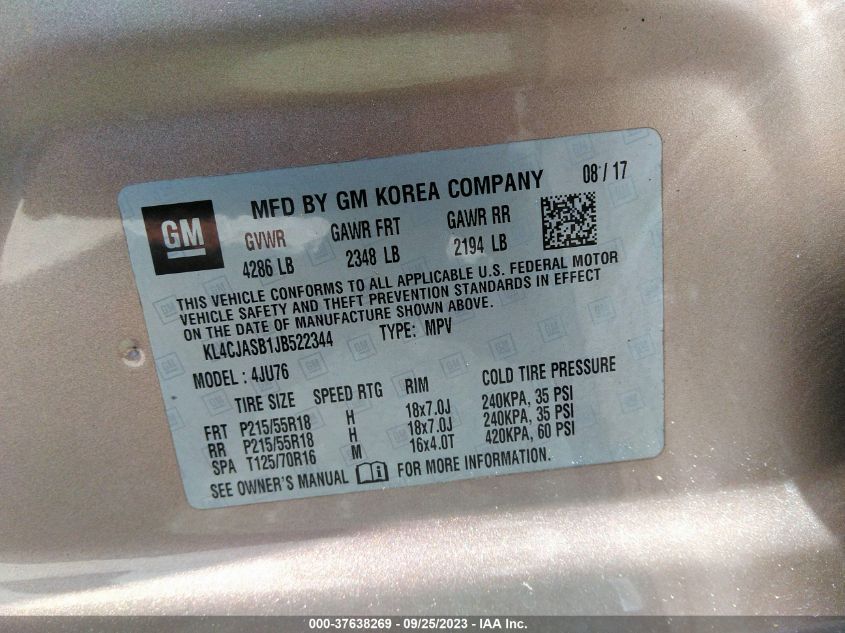 GM
MFD BY GM KOREA COMPANY 08 / 17
GVWR GAWR FRT GAWR RR
4286 LB 2348 LB 2194 LB
THIS VEHICLE CONFORMS TO ALL APPLICABLE U.S. FEDERAL MOTOR
VEHICLE SAFETY AND THEFT PREVENTION STANDARDS IN EFFECT
ON THE DATE OF MANUFACTURE SHOWN ABOVE.
KL4CJASB1JB522344 TYPE: MPV
MODEL : 4JU76
TIRE SIZE SPEED RTG RIM COLD TIRE PRESSURE
FRT P215/55R18 H 18x7.0J 240KPA, 35 PSI
RR P215/55R18 H 18x7.0J 240KPA, 35 PSI
SPA T125/70R16 M 16x4.0T 420KPA, 60 PSI
SEE OWNER'S MANUAL i FOR MORE INFORMATION.
000-37638269 - 09/25/2023 - IAA Inc.